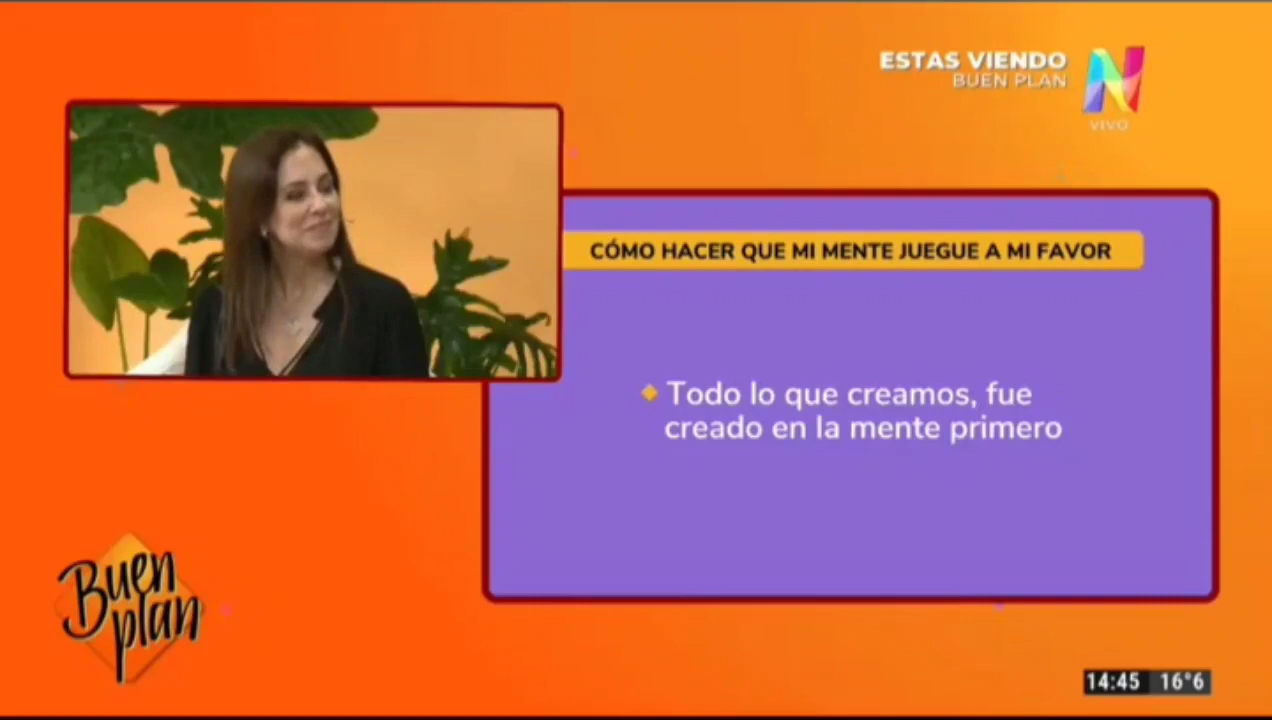 ESTAS VIENDO
BUEN PLAN
VIVO
CÓMO HACER QUE MI MENTE JUEGUE A MI FAVOR
Todo lo que creamos, fue
creado en la mente primero
Buen
plan
14:45 16°6